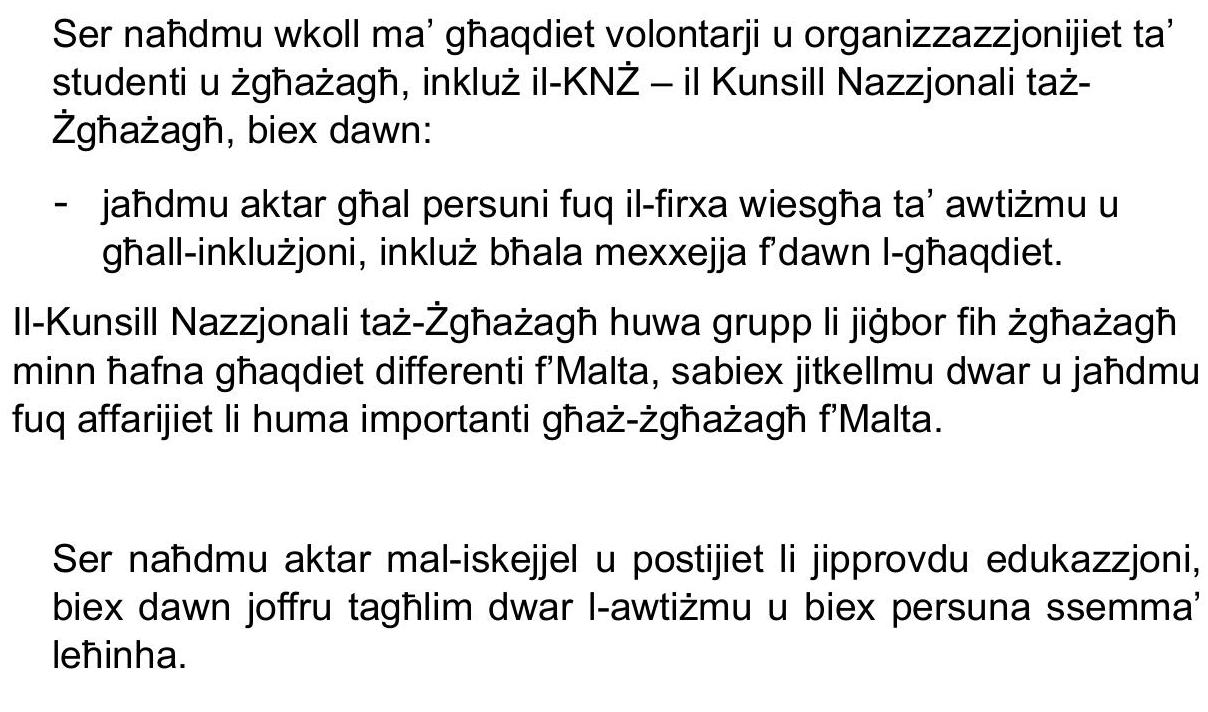 Ser naħdmu wkoll ma’ għaqdiet volontarji u organizzazzjonijiet ta’
studenti u żgħażagħ, inkluż il-KNŻ – il Kunsill Nazzjonali taż-
Żgħażagħ, biex dawn:
- jaħdmu aktar għal persuni fuq il-firxa wiesgħa ta’ awtiżmu u
għall-inklużjoni, inkluż bħala mexxejja f’dawn l-għaqdiet.
Il-Kunsill Nazzjonali taż-Żgħażagħ huwa grupp li jiġbor fih żgħażagħ
minn ħafna għaqdiet differenti f’Malta, sabiex jitkellmu dwar u jaħdmu
fuq affarijiet li huma importanti għaż-żgħażagħ f’Malta.
Ser naħdmu aktar mal-iskejjel u postijiet li jipprovdu edukazzjoni,
biex dawn joffru tagħlim dwar l-awtiżmu u biex persuna ssemma’
leħinha.